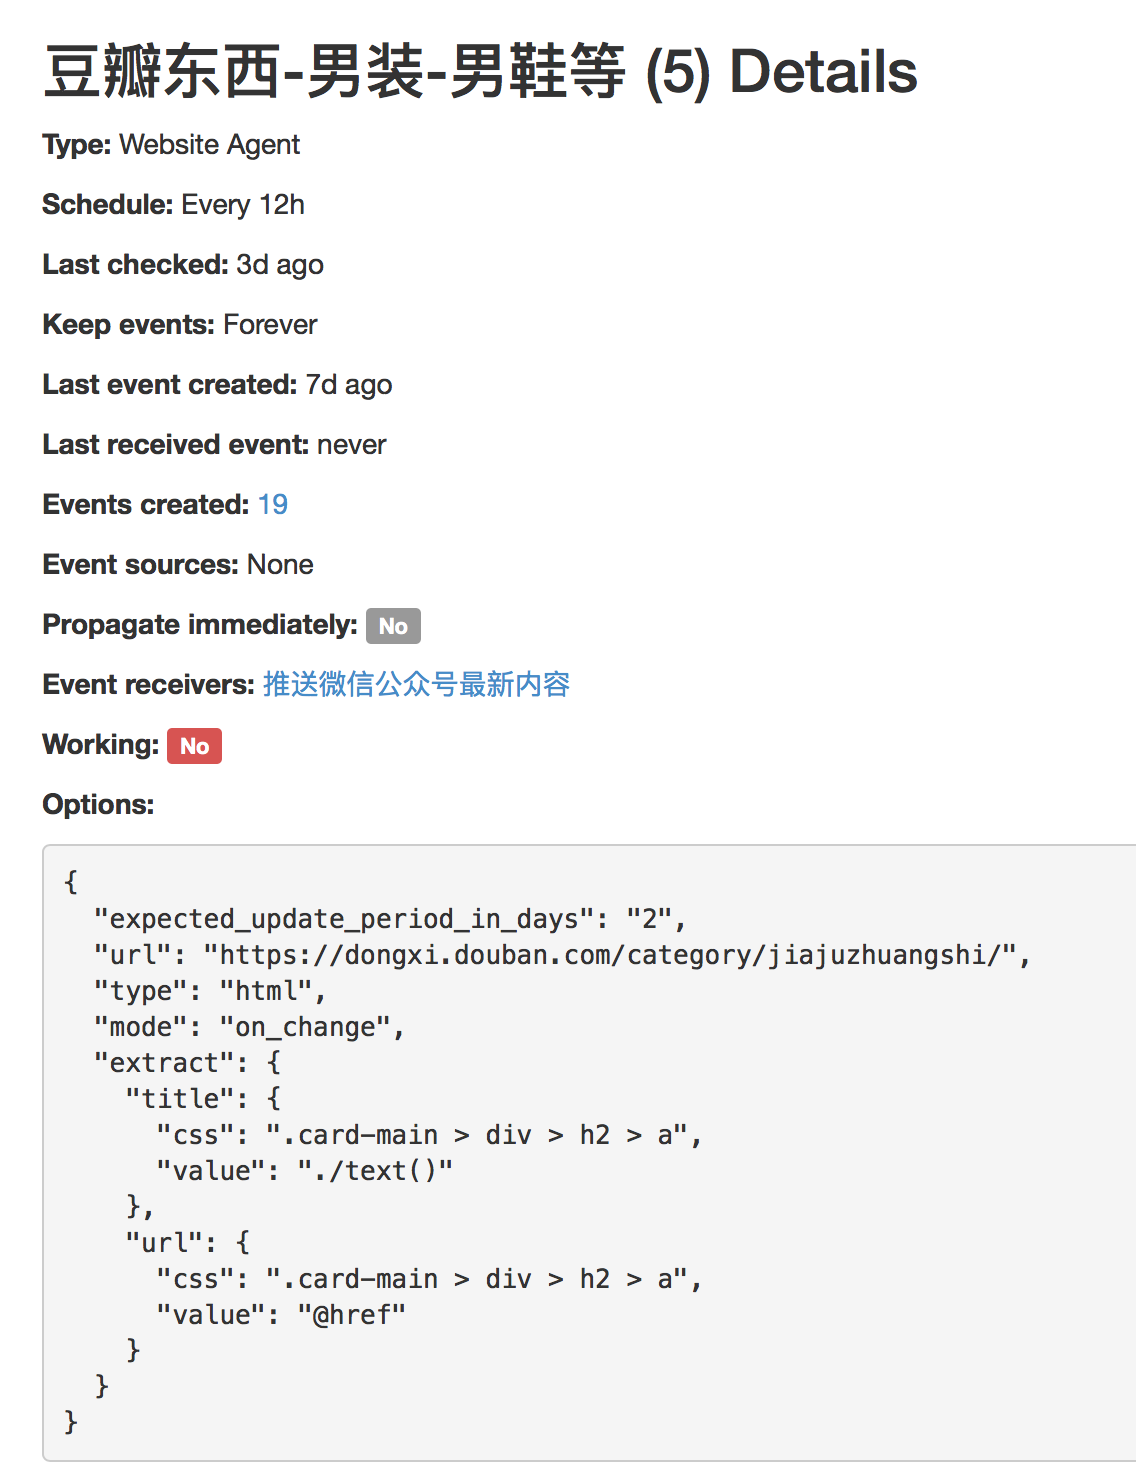 豆瓣东西-男装-男鞋等 (5) Details
Type: Website Agent
Schedule: Every 12h
Last checked: 3d ago
Keep events: Forever
Last event created: 7d ago
Last received event: never
Events created: 19
Event sources: None
Propagate immediately: No
Event receivers: 推送微信公众号最新内容
Working: No
Options:
{
  "expected_update_period_in_days": "2",
  "url": "https://dongxi.douban.com/category/jiajuzhuangshi/",
  "type": "html",
  "mode": "on_change",
  "extract": {
    "title": {
      "css": ".card-main > div > h2 > a",
      "value": "./text()"
    },
    "url": {
      "css": ".card-main > div > h2 > a",
      "value": "@href"
    }
  }
}